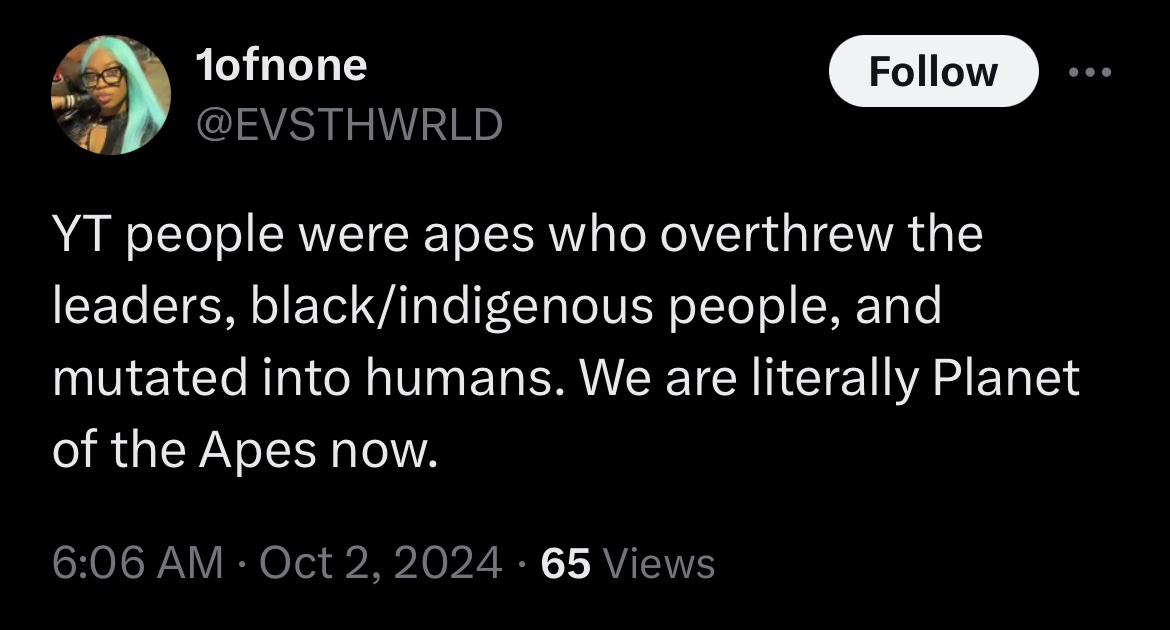 1ofnone
Follow
@EVSTHWRLD
YT people were apes who overthrew the
leaders, black/indigenous people, and
mutated into humans. We are literally Planet
of the Apes now.
6:06 AM · Oct 2, 2024 · 65 Views